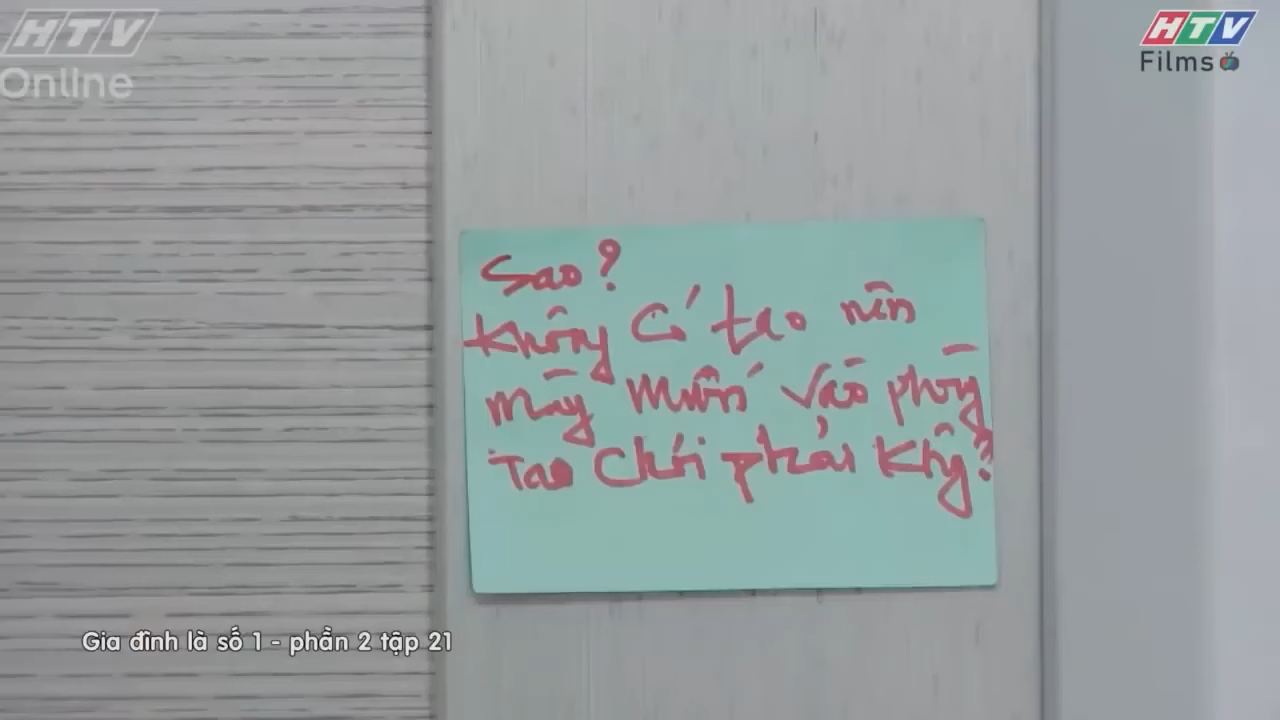 HTV
Online
HTV
Films
Sao?
Không có tao nên
mày muốn vào phòng
Tao chơi phải không?
Gia đình là số 1 - phần 2 tập 21